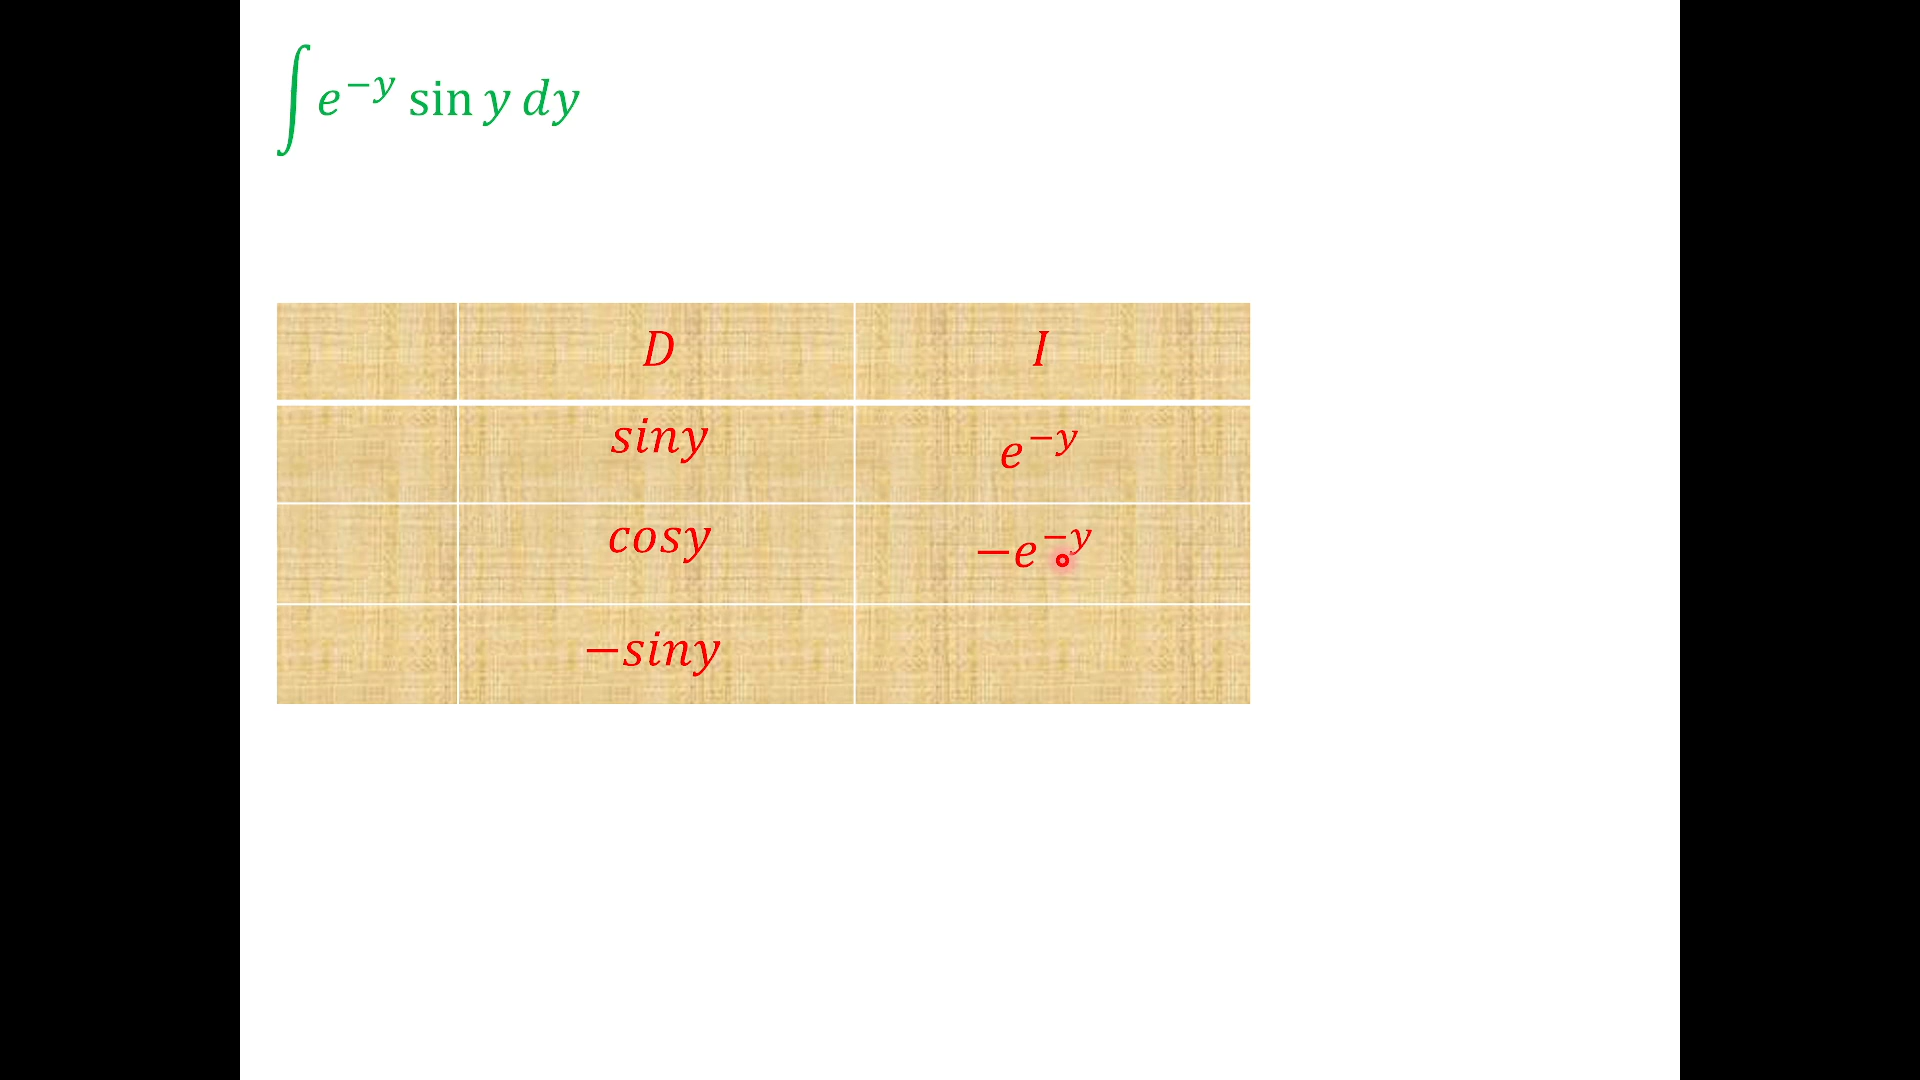 ∫ e^{−y} sin y dy
D I
siny e^{−y}
cosy −e^{−y}
−siny